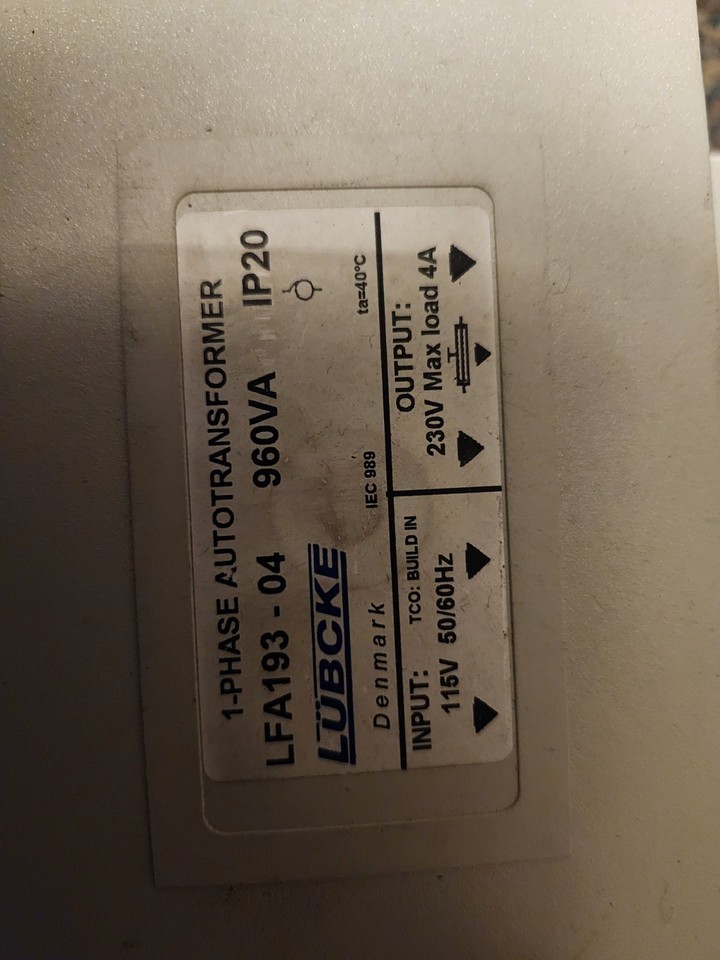 1-PHASE AUTOTRANSFORMER
LFA193 - 04 960VA IP20
LÜBCKE
Denmark IEC 989 ta=40°C
INPUT: TCO: BUILD IN
115V 50/60Hz
OUTPUT:
230V Max load 4A
T